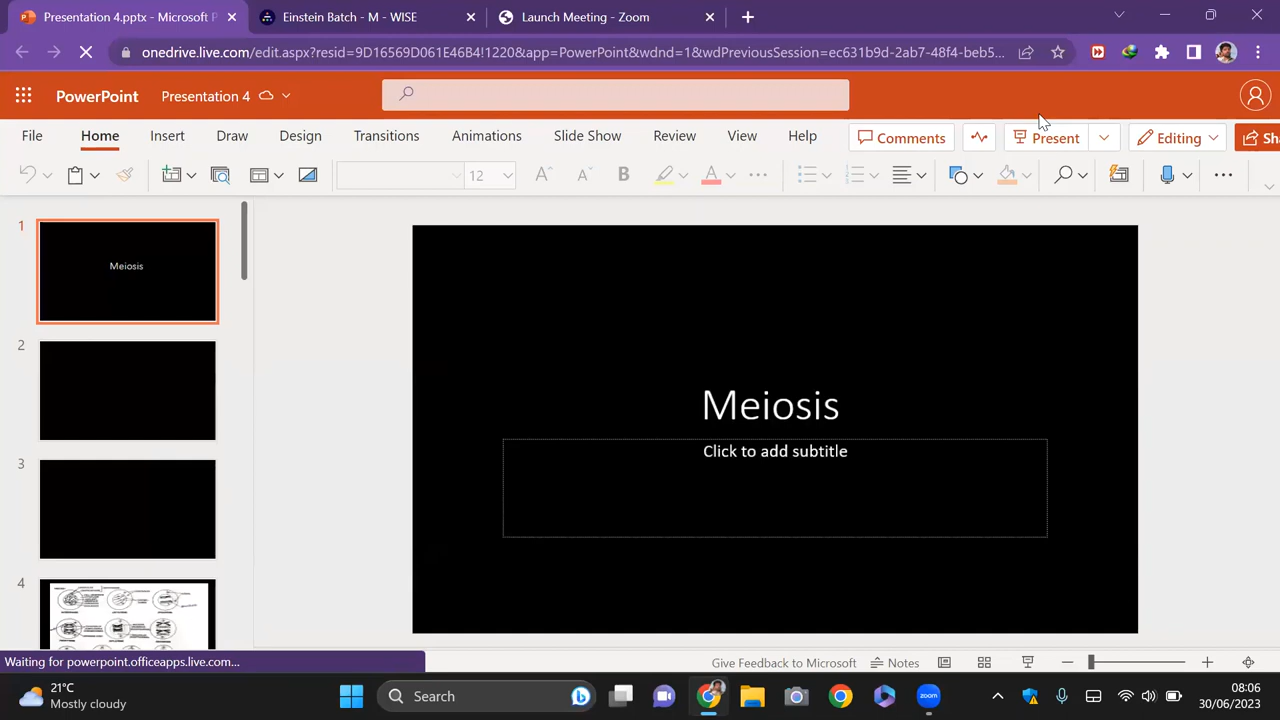 Presentation 4.pptx - Microsoft P
Einstein Batch - M - WISE
Launch Meeting - Zoom
onedrive.live.com/edit.aspx?resid=9D16569D061E46B4!1220&app=PowerPoint&wdnd=1&wdPreviousSession=ec631b9d-2ab7-48f4-beb5...
PowerPoint
Presentation 4
File
Home
Insert
Draw
Design
Transitions
Animations
Slide Show
Review
View
Help
Comments
Present
Editing
Sh
12
1
Meiosis
2
3
4
Meiosis
Click to add subtitle
Waiting for powerpoint.officeapps.live.com...
Give Feedback to Microsoft
Notes
21°C
Mostly cloudy
Search
zoom
08:06
30/06/2023